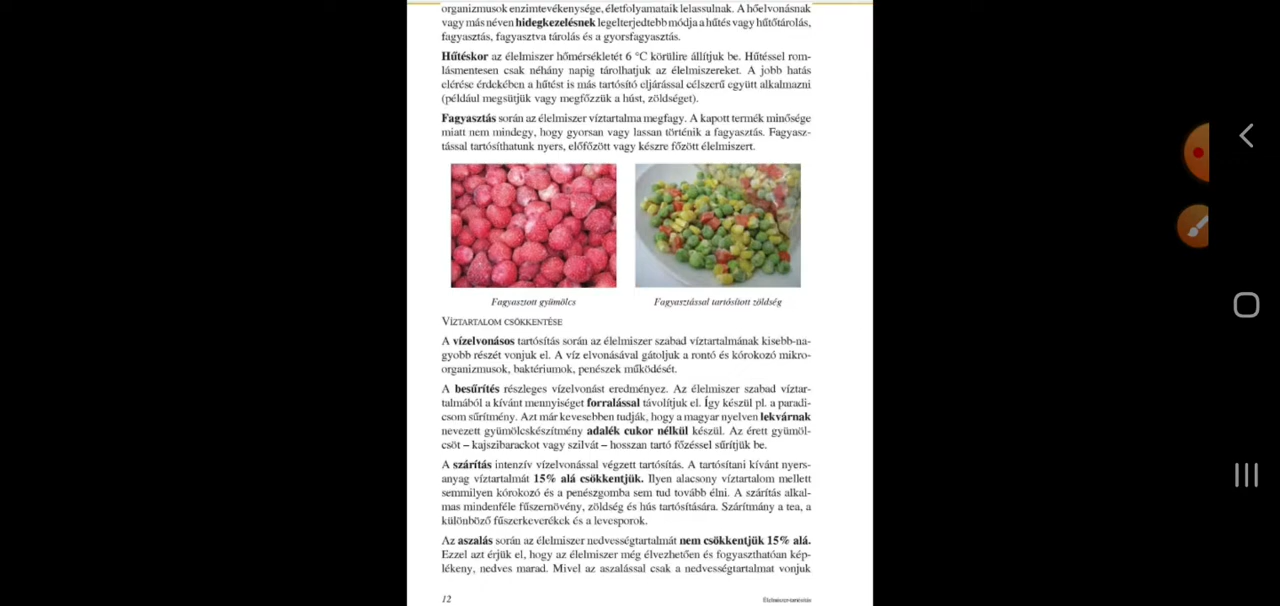 organizmusok enzimtevékenysége, életfolyamataik lelassulnak. A hőelvonásnak
vagy más néven hidegkezelésnek legelterjedtebb módja a hűtés vagy hűtőtárolás,
fagyasztás, fagyasztva tárolás és a gyorsfagyasztás.
Hűtéskor az élelmiszer hőmérsékletét 6 °C körülire állítjuk be. Hűtéssel rom-
lásmentesen csak néhány napig tárolhatjuk az élelmiszereket. A jobb hatás
elérése érdekében a hűtést is más tartósító eljárással célszerű együtt alkalmazni
(például megsütjük vagy megfőzzük a húst, zöldséget).
Fagyasztás során az élelmiszer víztartalma megfagy. A kapott termék minősége
miatt nem mindegy, hogy gyorsan vagy lassan történik a fagyasztás. Fagyasz-
tással tartósíthatunk nyers, előfőzött vagy készre főzött élelmiszert.
Fagyasztott gyümölcs
Fagyasztással tartósított zöldség
VÍZTARTALOM CSÖKKENTÉSE
A vízelvonásos tartósítás során az élelmiszer szabad víztartalmának kisebb-na-
gyobb részét vonjuk el. A víz elvonásával gátoljuk a rontó és kórokozó mikro-
organizmusok, baktériumok, penészek működését.
A besűrítés részleges vízelvonást eredményez. Az élelmiszer szabad víztar-
talmából a kívánt mennyiséget forralással távolítjuk el. Így készül pl. a paradi-
csom sűrítmény. Azt már kevesebben tudják, hogy a magyar nyelven lekvárnak
nevezett gyümölcskészítmény adalék cukor nélkül készül. Az érett gyümöl-
csöt – kajszibarackot vagy szilvát – hosszan tartó főzéssel sűrítjük be.
A szárítás intenzív vízelvonással végzett tartósítás. A tartósítani kívánt nyers-
anyag víztartalmát 15% alá csökkentjük. Ilyen alacsony víztartalom mellett
semmilyen kórokozó és a penészgomba sem tud tovább élni. A szárítás alkal-
mas mindenféle fűszernövény, zöldség és hús tartósítására. Szárítmány a tea, a
különböző fűszerkeverékek és a levesporok.
Az aszalás során az élelmiszer nedvességtartalmát nem csökkentjük 15% alá.
Ezzel azt érjük el, hogy az élelmiszer még élvezhetően és fogyaszthatóan kép-
lékeny, nedves marad. Mivel az aszalással csak a nedvességtartalmat vonjuk
12
Élelmiszer-tartósítás